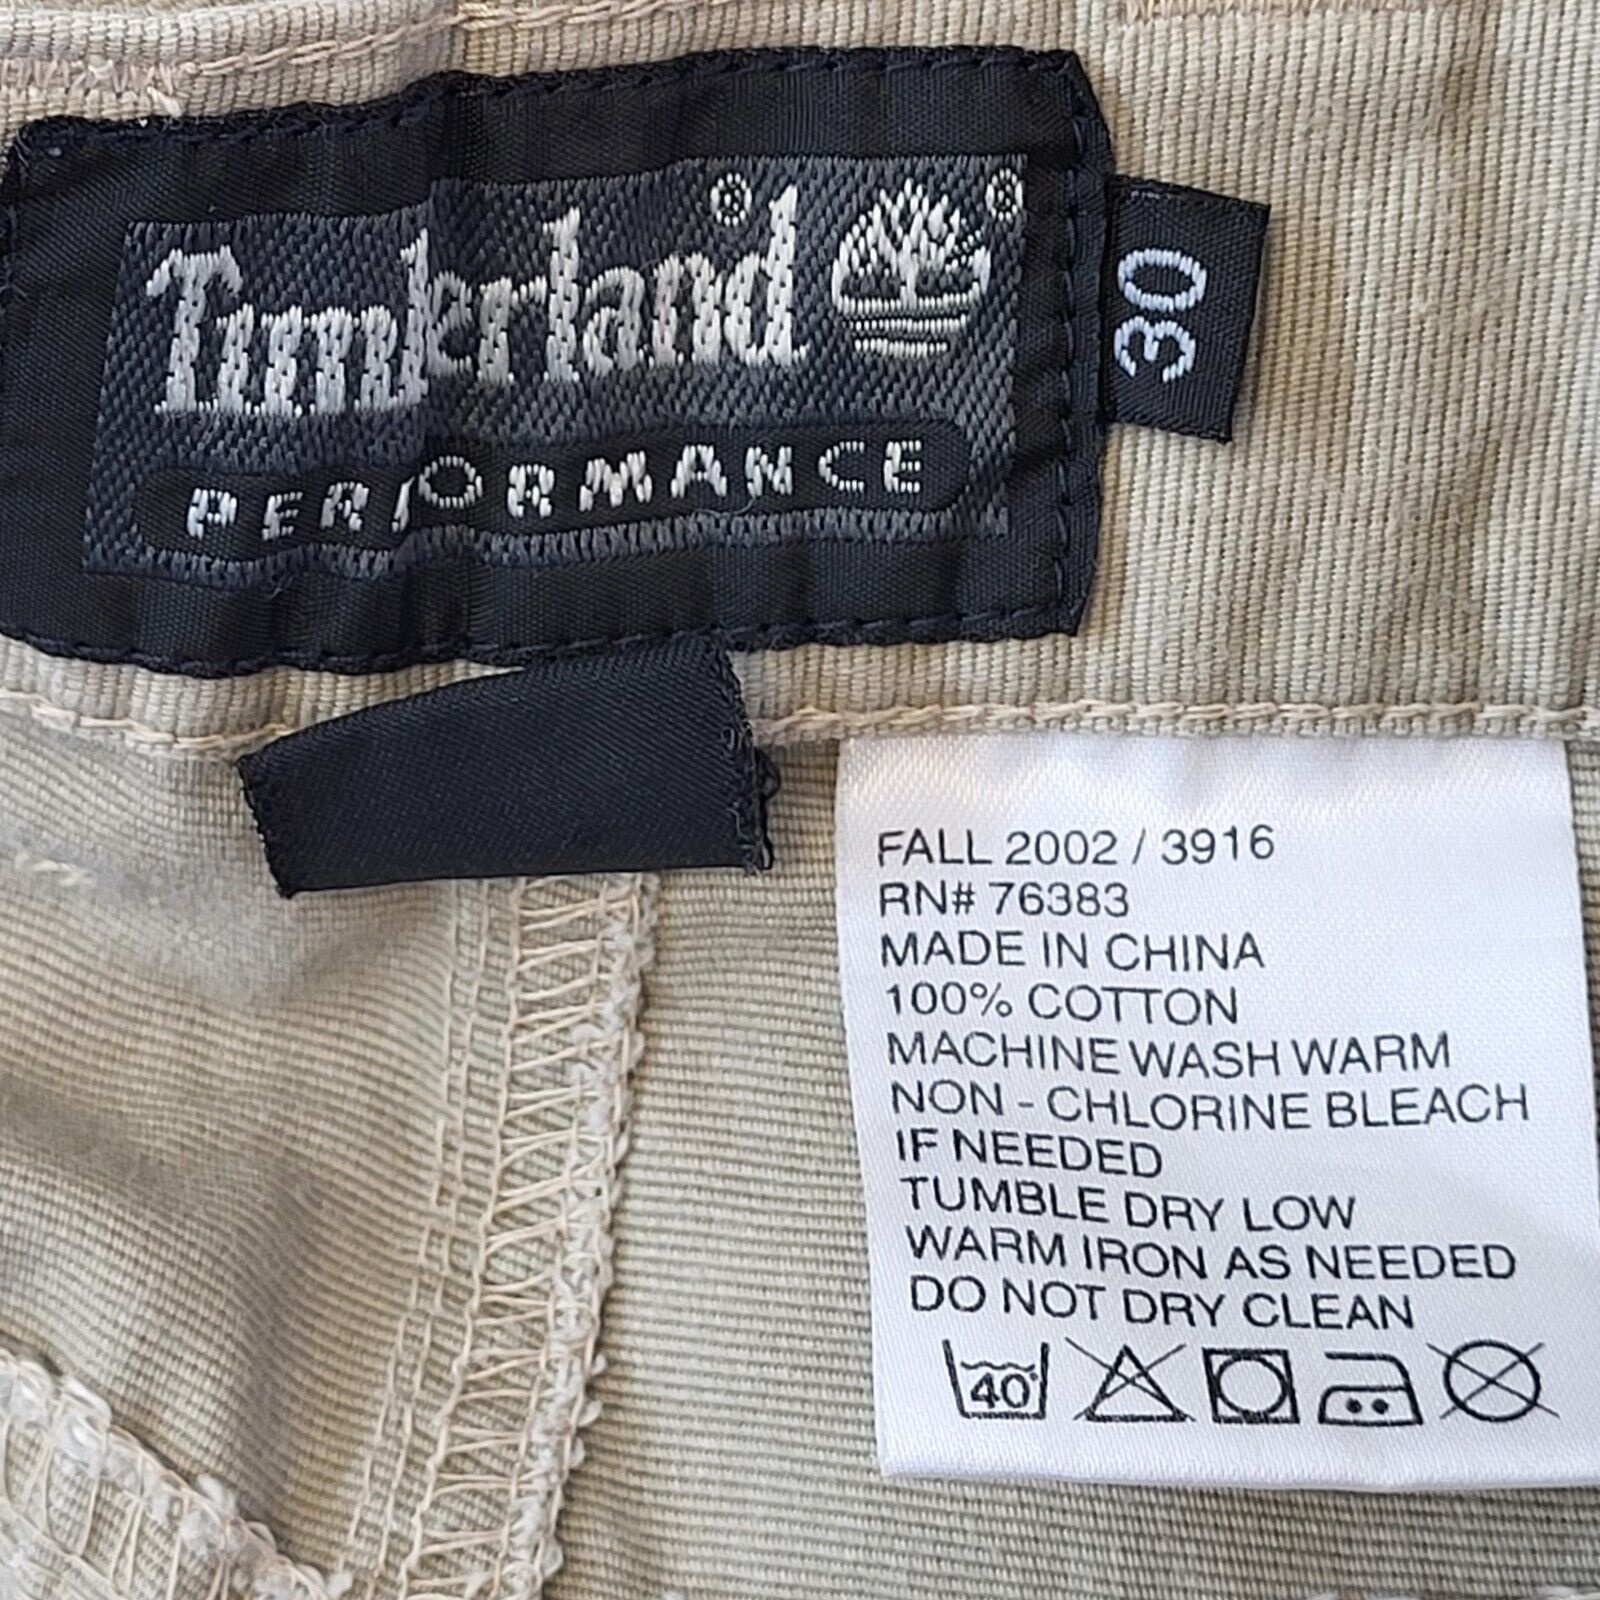 Timberland®
®
PERFORMANCE
30
FALL 2002 / 3916
RN# 76383
MADE IN CHINA
100% COTTON
MACHINE WASH WARM
NON - CHLORINE BLEACH
IF NEEDED
TUMBLE DRY LOW
WARM IRON AS NEEDED
DO NOT DRY CLEAN
40°